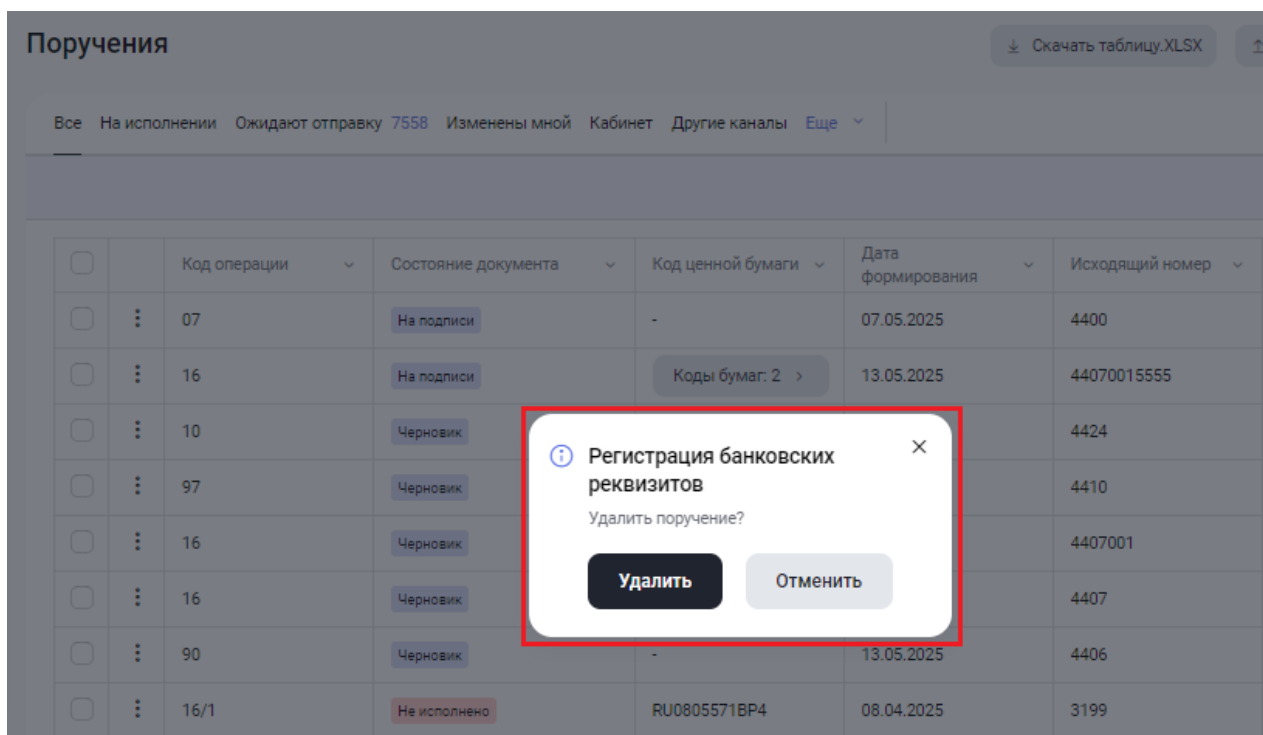 Поручения
Скачать таблицу.XLSX
Все На исполнении Ожидают отправку 7558 Изменены мной Кабинет Другие каналы Еще
Код операции Состояние документа Код ценной бумаги Дата формирования Исходящий номер
07 На подписи - 07.05.2025 4400
16 На подписи Коды бумаг: 2 > 13.05.2025 44070015555
10 Черновик 4424
97 Черновик 4410
16 Черновик 4407001
16 Черновик 4407
90 Черновик - 13.05.2025 4406
16/1 Не исполнено RU0805571BP4 08.04.2025 3199
Регистрация банковских
реквизитов
Удалить поручение?
Удалить Отменить